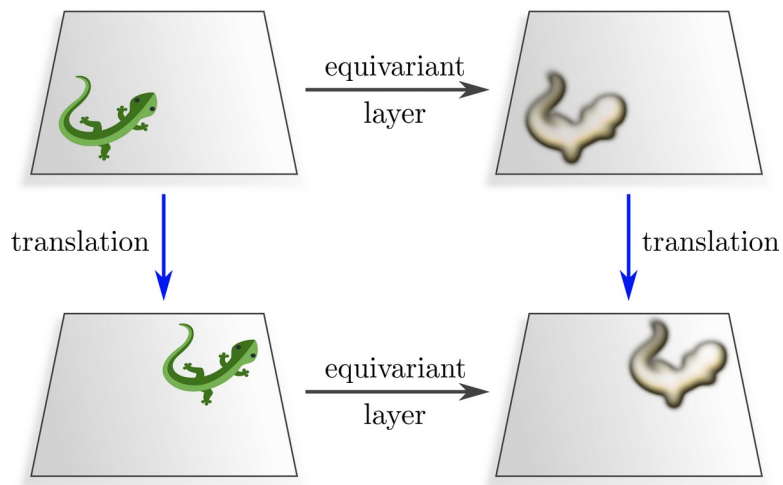 equivariant
layer
translation
translation
equivariant
layer